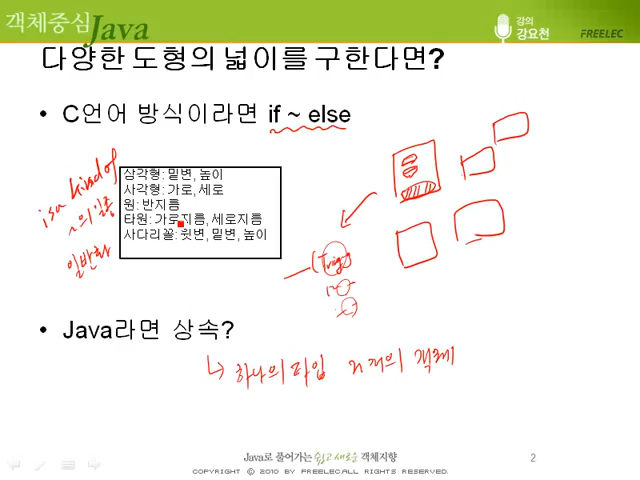 객체중심 Java
강의
강요천
FREELEC
다양한 도형의 넓이를 구한다면?
• C언어 방식이라면 if ~ else
is a kind of
~의 일종
일반화
삼각형: 밑변, 높이
사각형: 가로, 세로
원: 반지름
타원: 가로지름, 세로지름
사다리꼴: 윗변, 밑변, 높이
• Java라면 상속?
↳ 하나의 타입 n개의 객체
Java로 풀어가는 쉽고 새로운 객체지향
COPYRIGHT © 2010 BY FREELEC.ALL RIGHTS RESERVED.
2